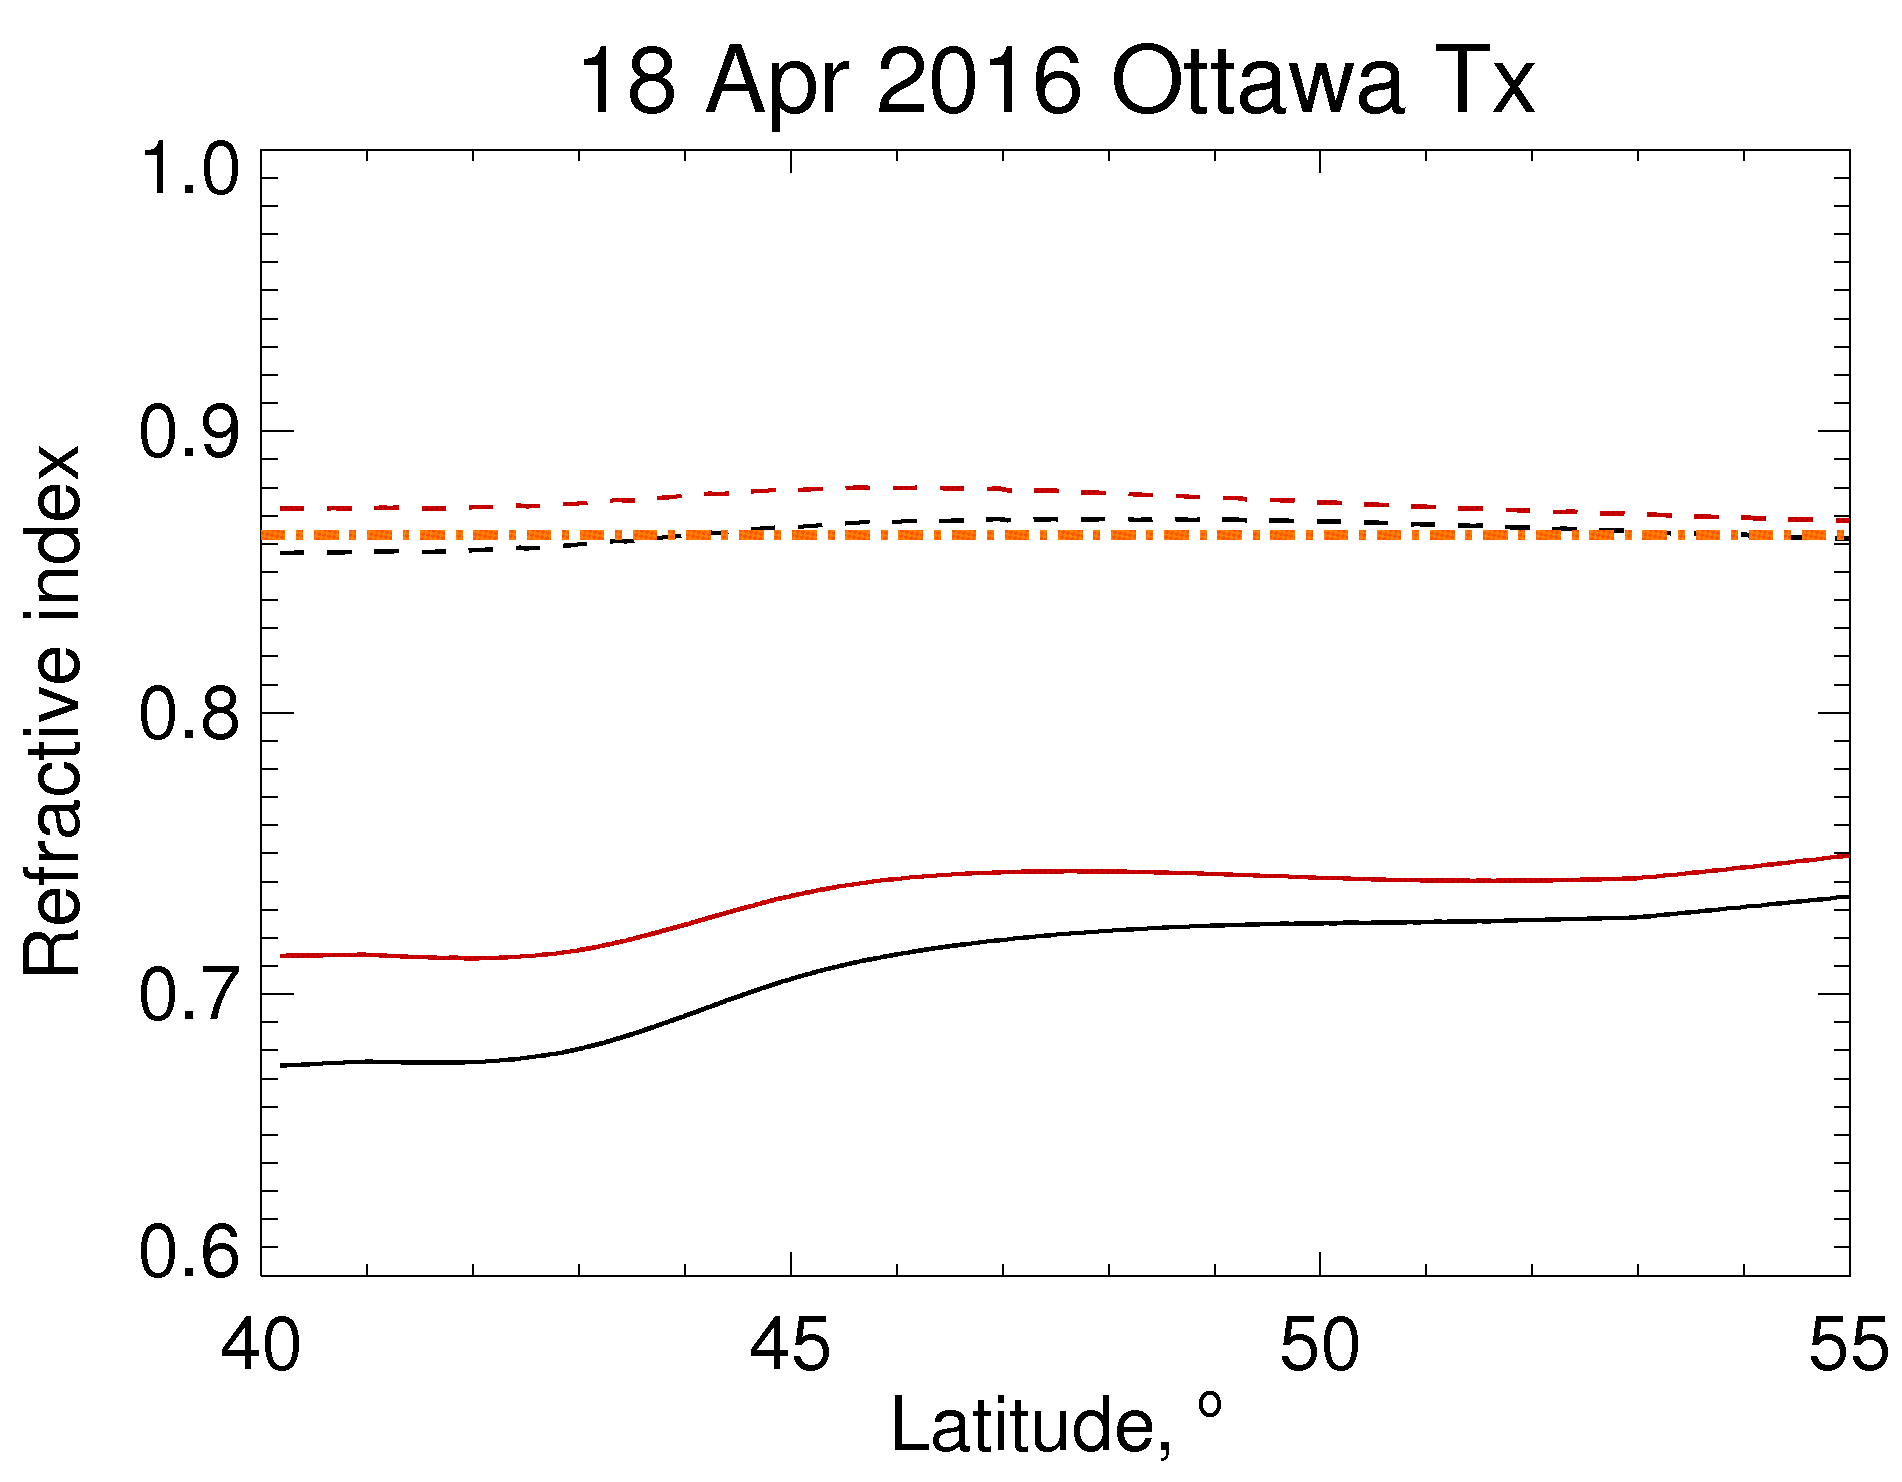 18 Apr 2016 Ottawa Tx
1.0
0.9
0.8
0.7
0.6
Refractive index
40 45 50 55
Latitude, °